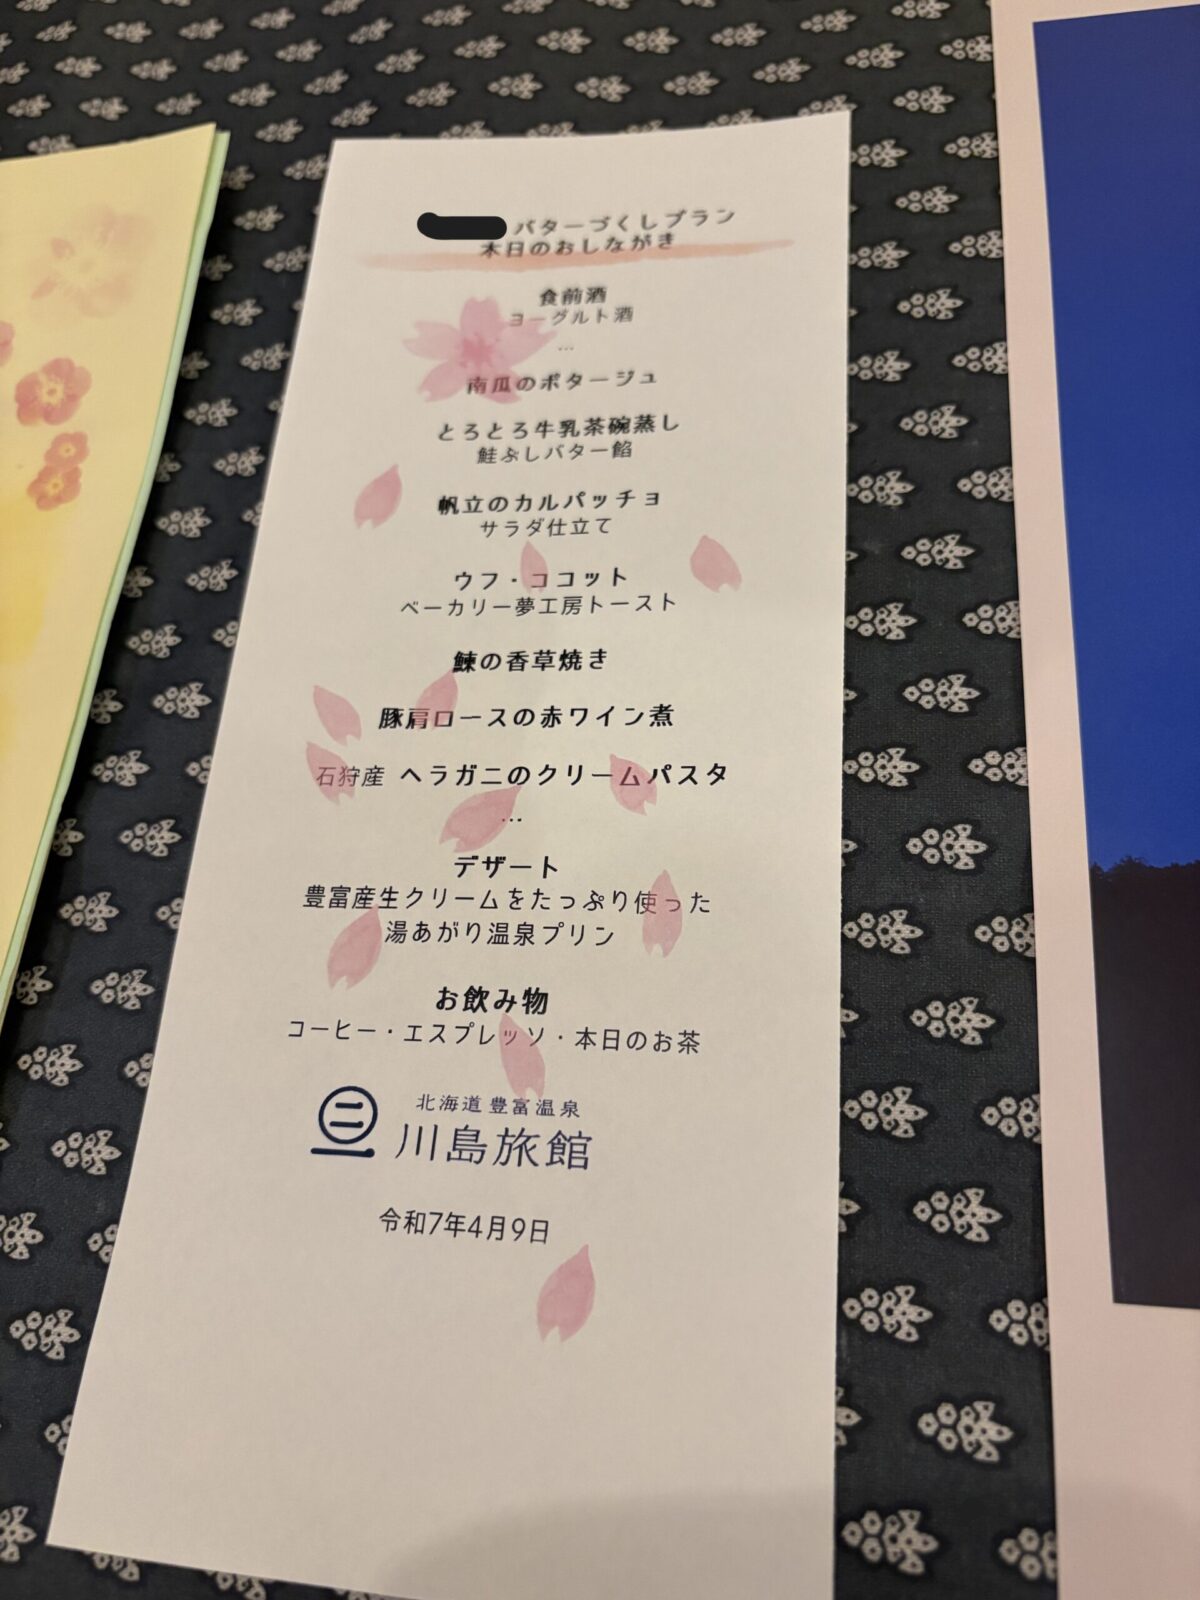 バターづくしプラン
本日のおしながき
食前酒
ヨーグルト酒
…
南瓜のポタージュ
とろとろ牛乳茶碗蒸し
鮭ぶしバター餡
帆立のカルパッチョ
サラダ仕立て
ウフ・ココット
ベーカリー夢工房トースト
鰊の香草焼き
豚肩ロースの赤ワイン煮
石狩産 ヘラガニのクリームパスタ
…
デザート
豊富産生クリームをたっぷり使った
湯あがり温泉プリン
お飲み物
コーヒー・エスプレッソ・本日のお茶
北海道豊富温泉
川島旅館
令和7年4月9日